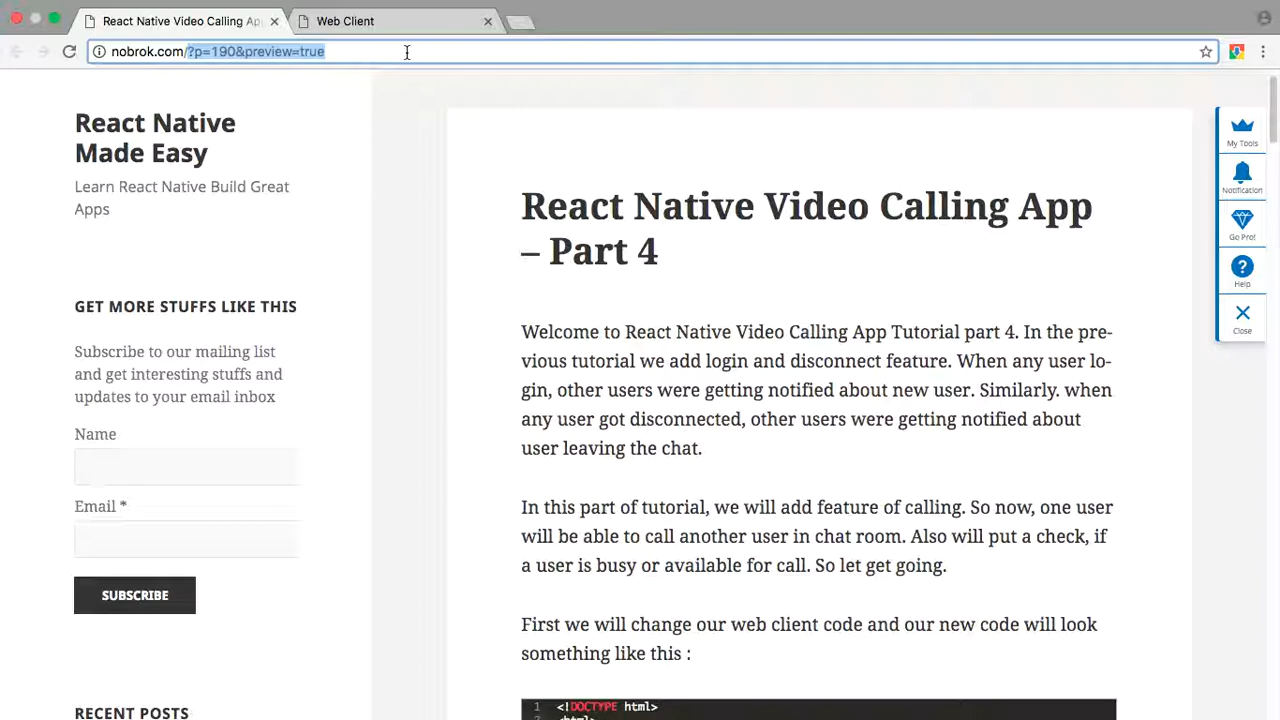 React Native Video Calling Ap
Web Client
nobrok.com/?p=190&preview=true
React Native
Made Easy
Learn React Native Build Great
Apps
GET MORE STUFFS LIKE THIS
Subscribe to our mailing list
and get interesting stuffs and
updates to your email inbox
Name
Email *
SUBSCRIBE
RECENT POSTS
React Native Video Calling App
– Part 4
Welcome to React Native Video Calling App Tutorial part 4. In the pre-
vious tutorial we add login and disconnect feature. When any user lo-
gin, other users were getting notified about new user. Similarly. when
any user got disconnected, other users were getting notified about
user leaving the chat.
In this part of tutorial, we will add feature of calling. So now, one user
will be able to call another user in chat room. Also will put a check, if
a user is busy or available for call. So let get going.
First we will change our web client code and our new code will look
something like this :
1 <!DOCTYPE html>
2 <html>
My Tools
Notification
Go Pro!
Help
Close